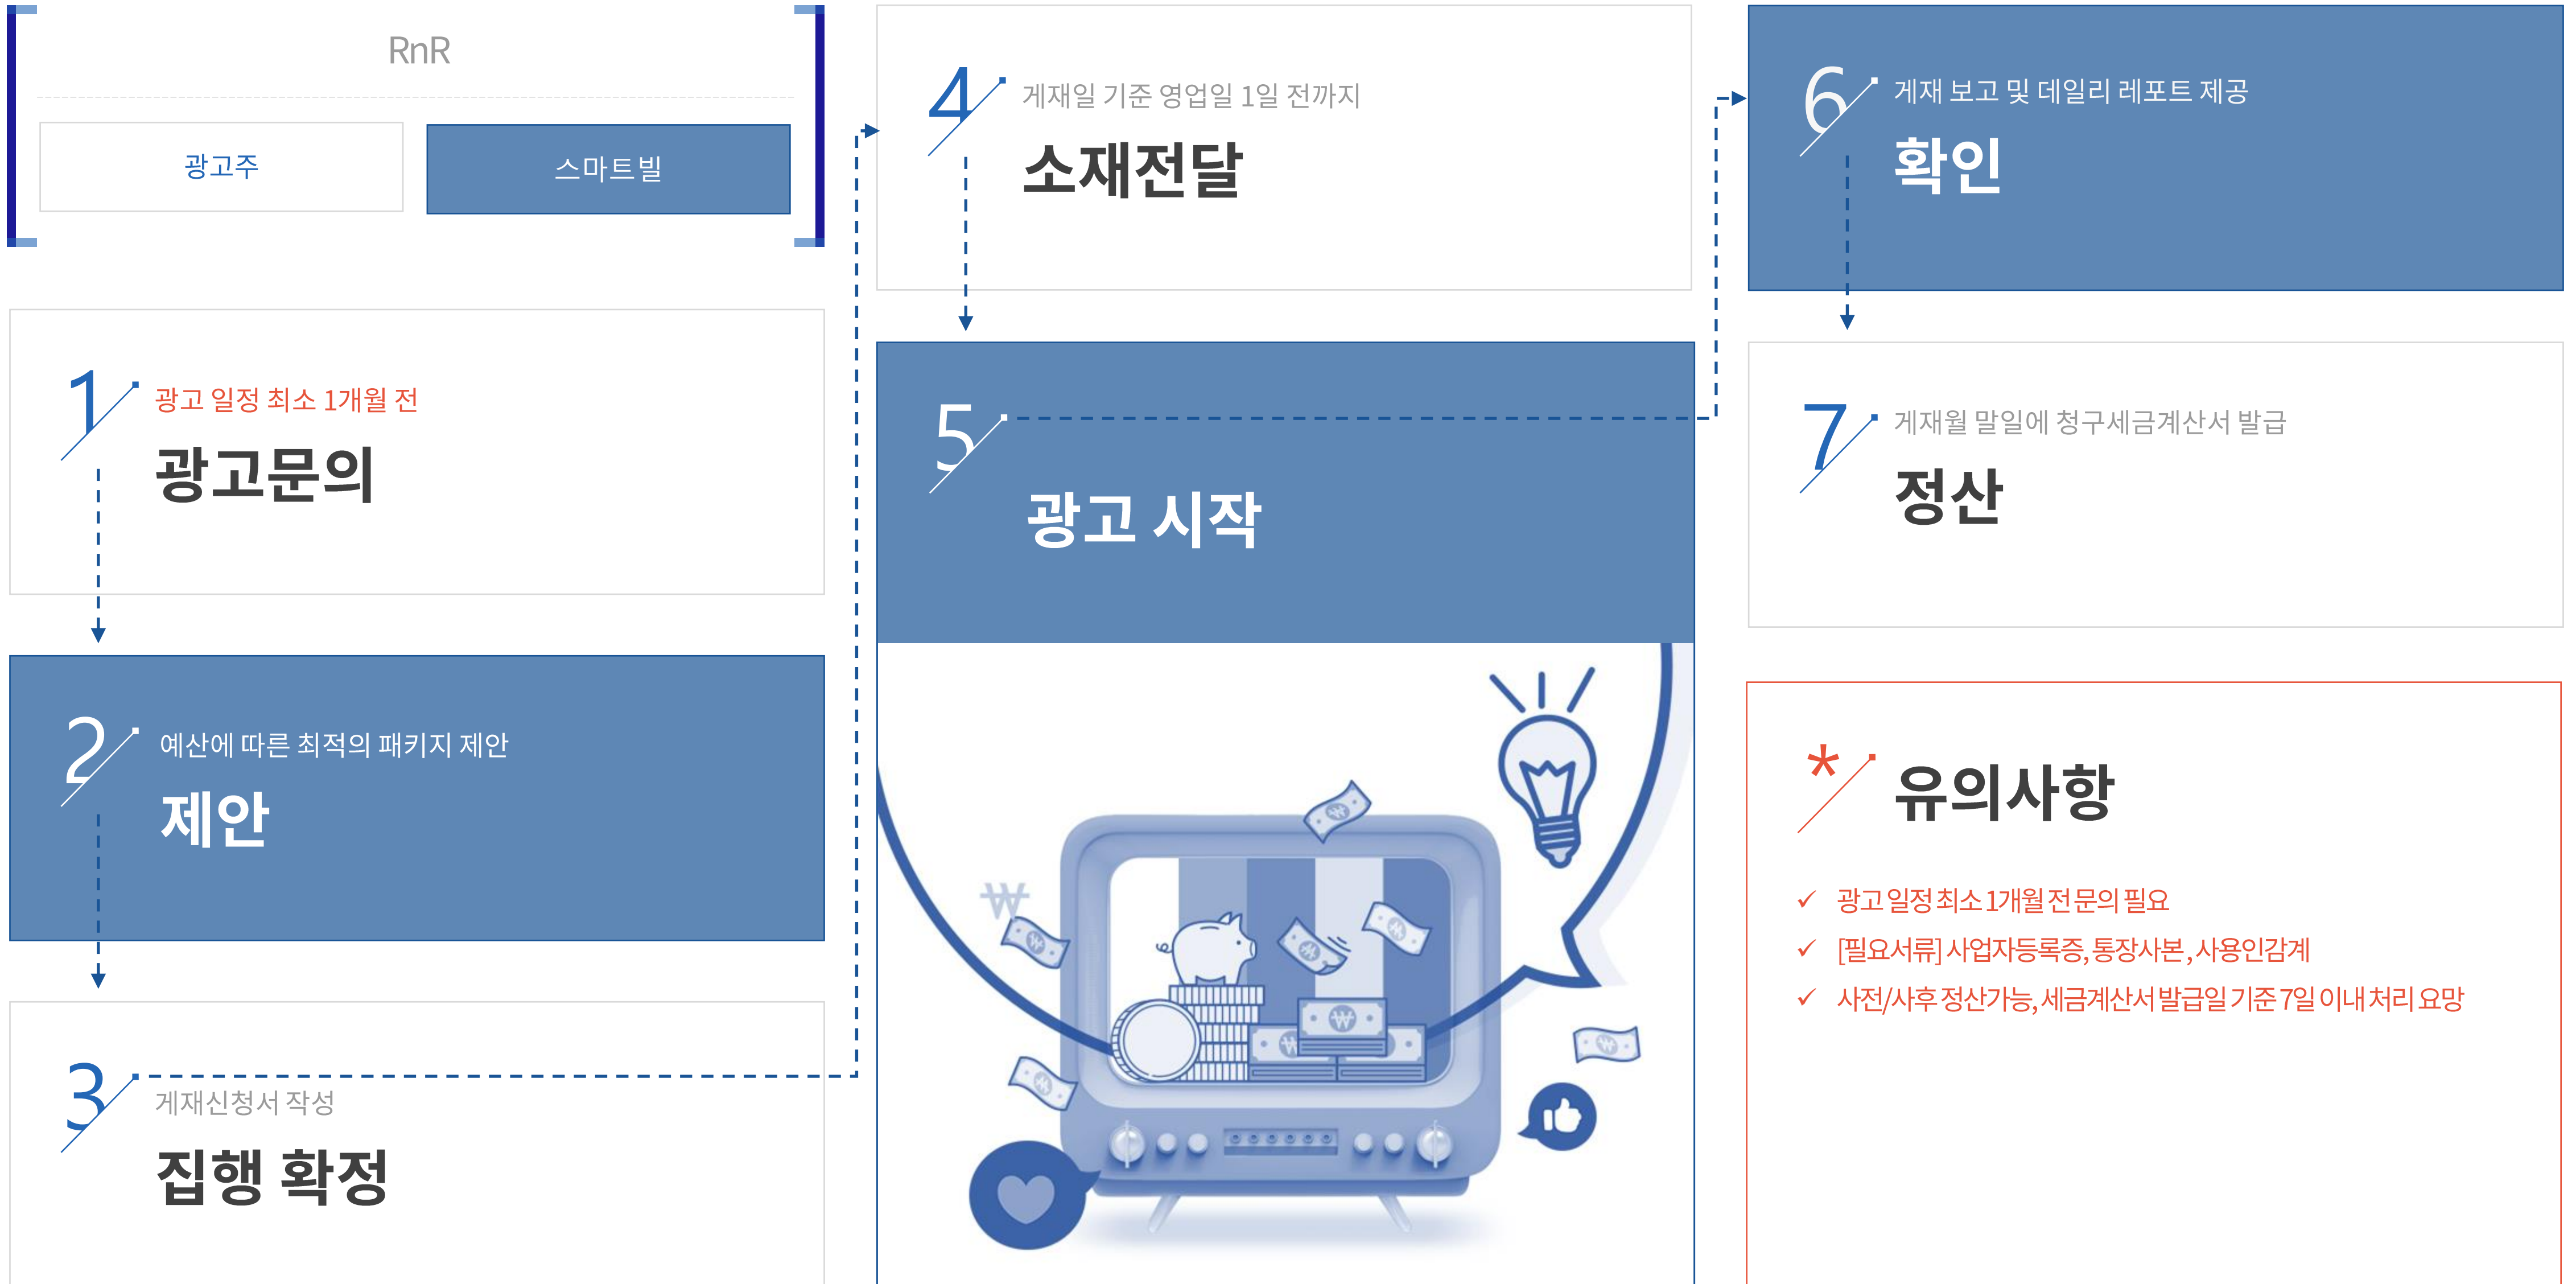 RnR
광고주
스마트빌
1
광고 일정 최소 1개월 전
광고문의
2
예산에 따른 최적의 패키지 제안
제안
3
게재신청서 작성
집행 확정
4
게재일 기준 영업일 1일 전까지
소재전달
5
광고 시작
₩
6
게재 보고 및 데일리 레포트 제공
확인
7
게재월 말일에 청구세금계산서 발급
정산
* 유의사항
✓ 광고 일정 최소 1개월 전 문의 필요
✓ [필요서류] 사업자등록증, 통장사본, 사용인감계
✓ 사전/사후 정산가능, 세금계산서 발급일 기준 7일 이내 처리 요망